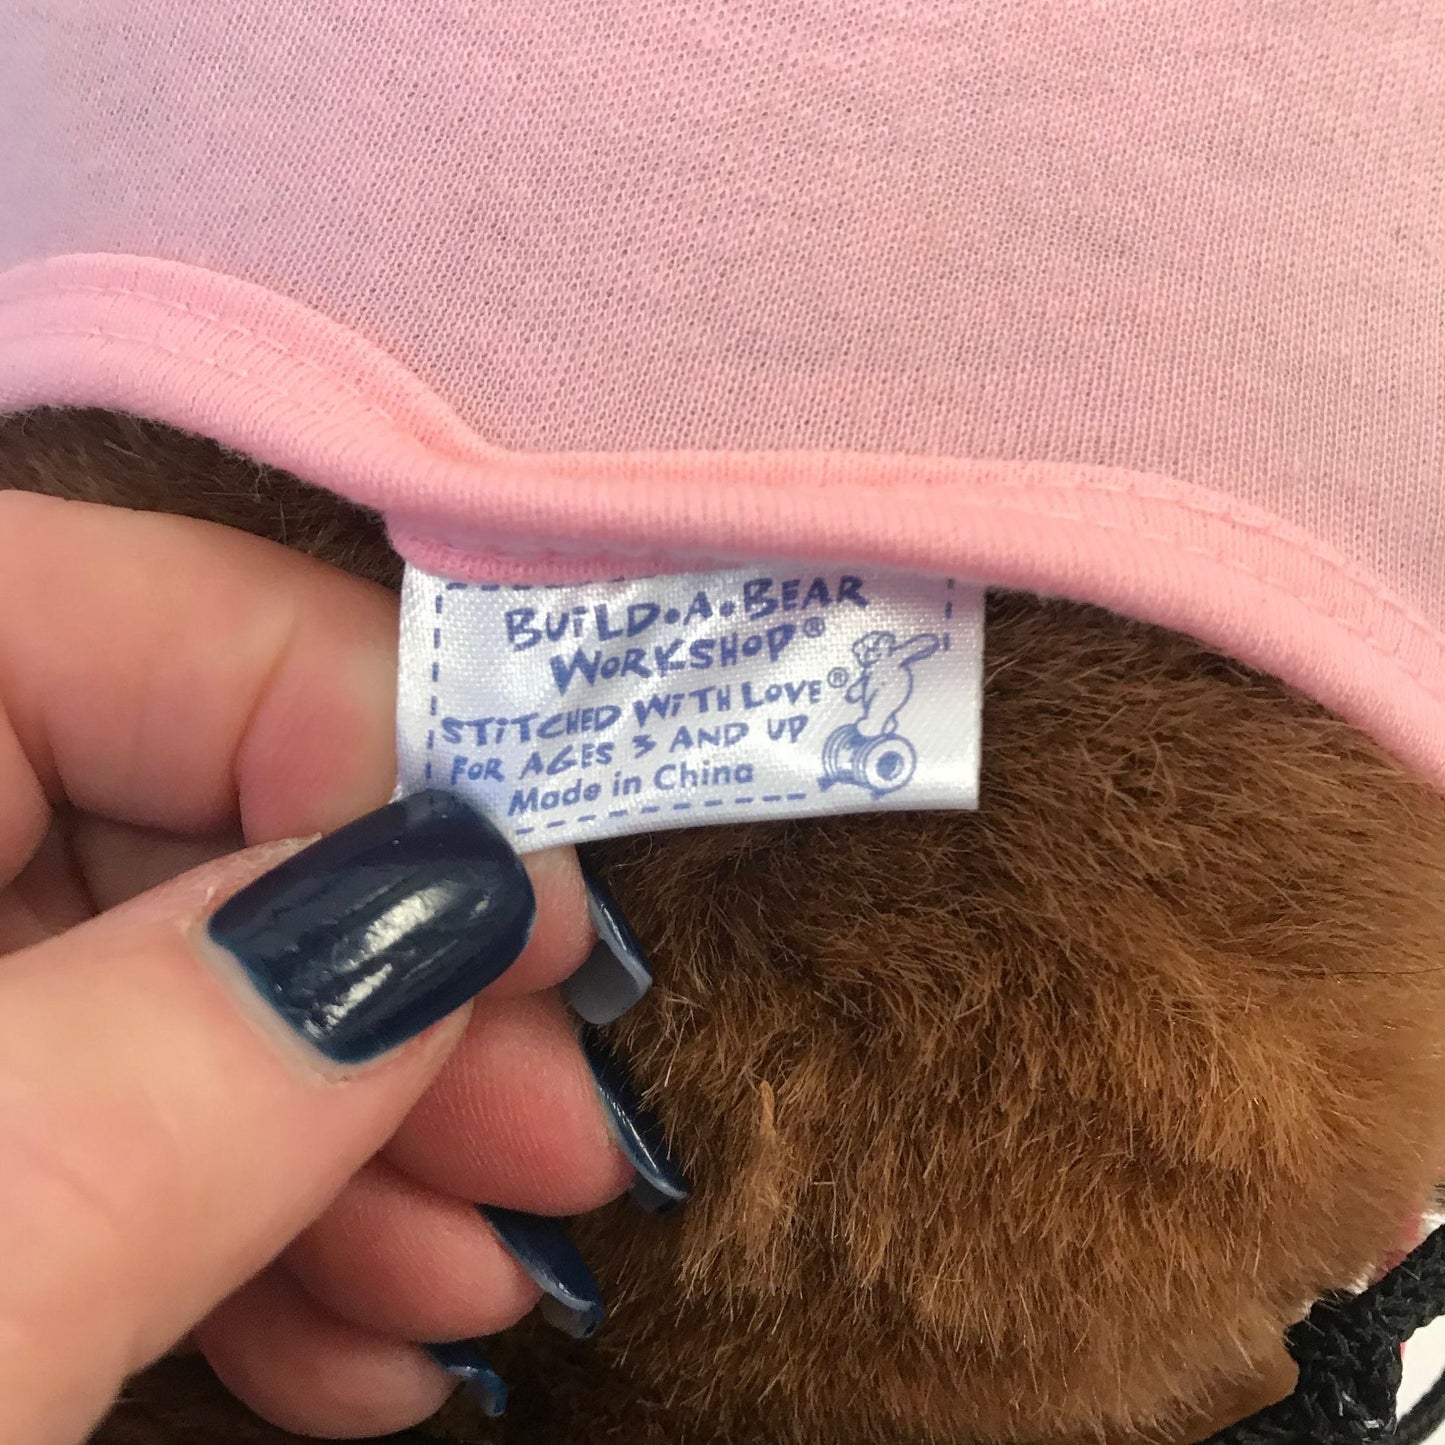 BUiLD•A•BEAR
WORKSHOP®
STiTCHED WiTH LOVE®
FOR AGES 3 AND UP
Made in China